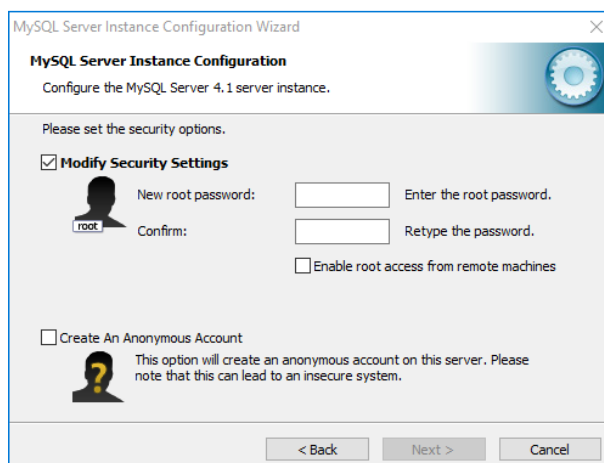 MySQL Server Instance Configuration Wizard
MySQL Server Instance Configuration
Configure the MySQL Server 4.1 server instance.
Please set the security options.
Modify Security Settings
root
New root password:
Enter the root password.
Confirm:
Retype the password.
Enable root access from remote machines
Create An Anonymous Account
This option will create an anonymous account on this server. Please
note that this can lead to an insecure system.
< Back
Next >
Cancel